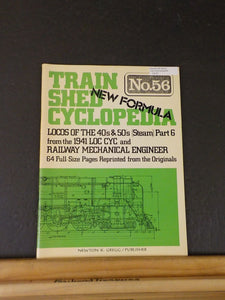 TRAIN
No.56
SHED
NEW FORMULA
CYCLOPEDIA
LOCOS OF THE 40s & 50s (Steam) Part 6
from the 1941 LOC CYC and
RAILWAY MECHANICAL ENGINEER
64 Full-Size Pages Reprinted from the Originals
NEWTON K. GREGG / PUBLISHER